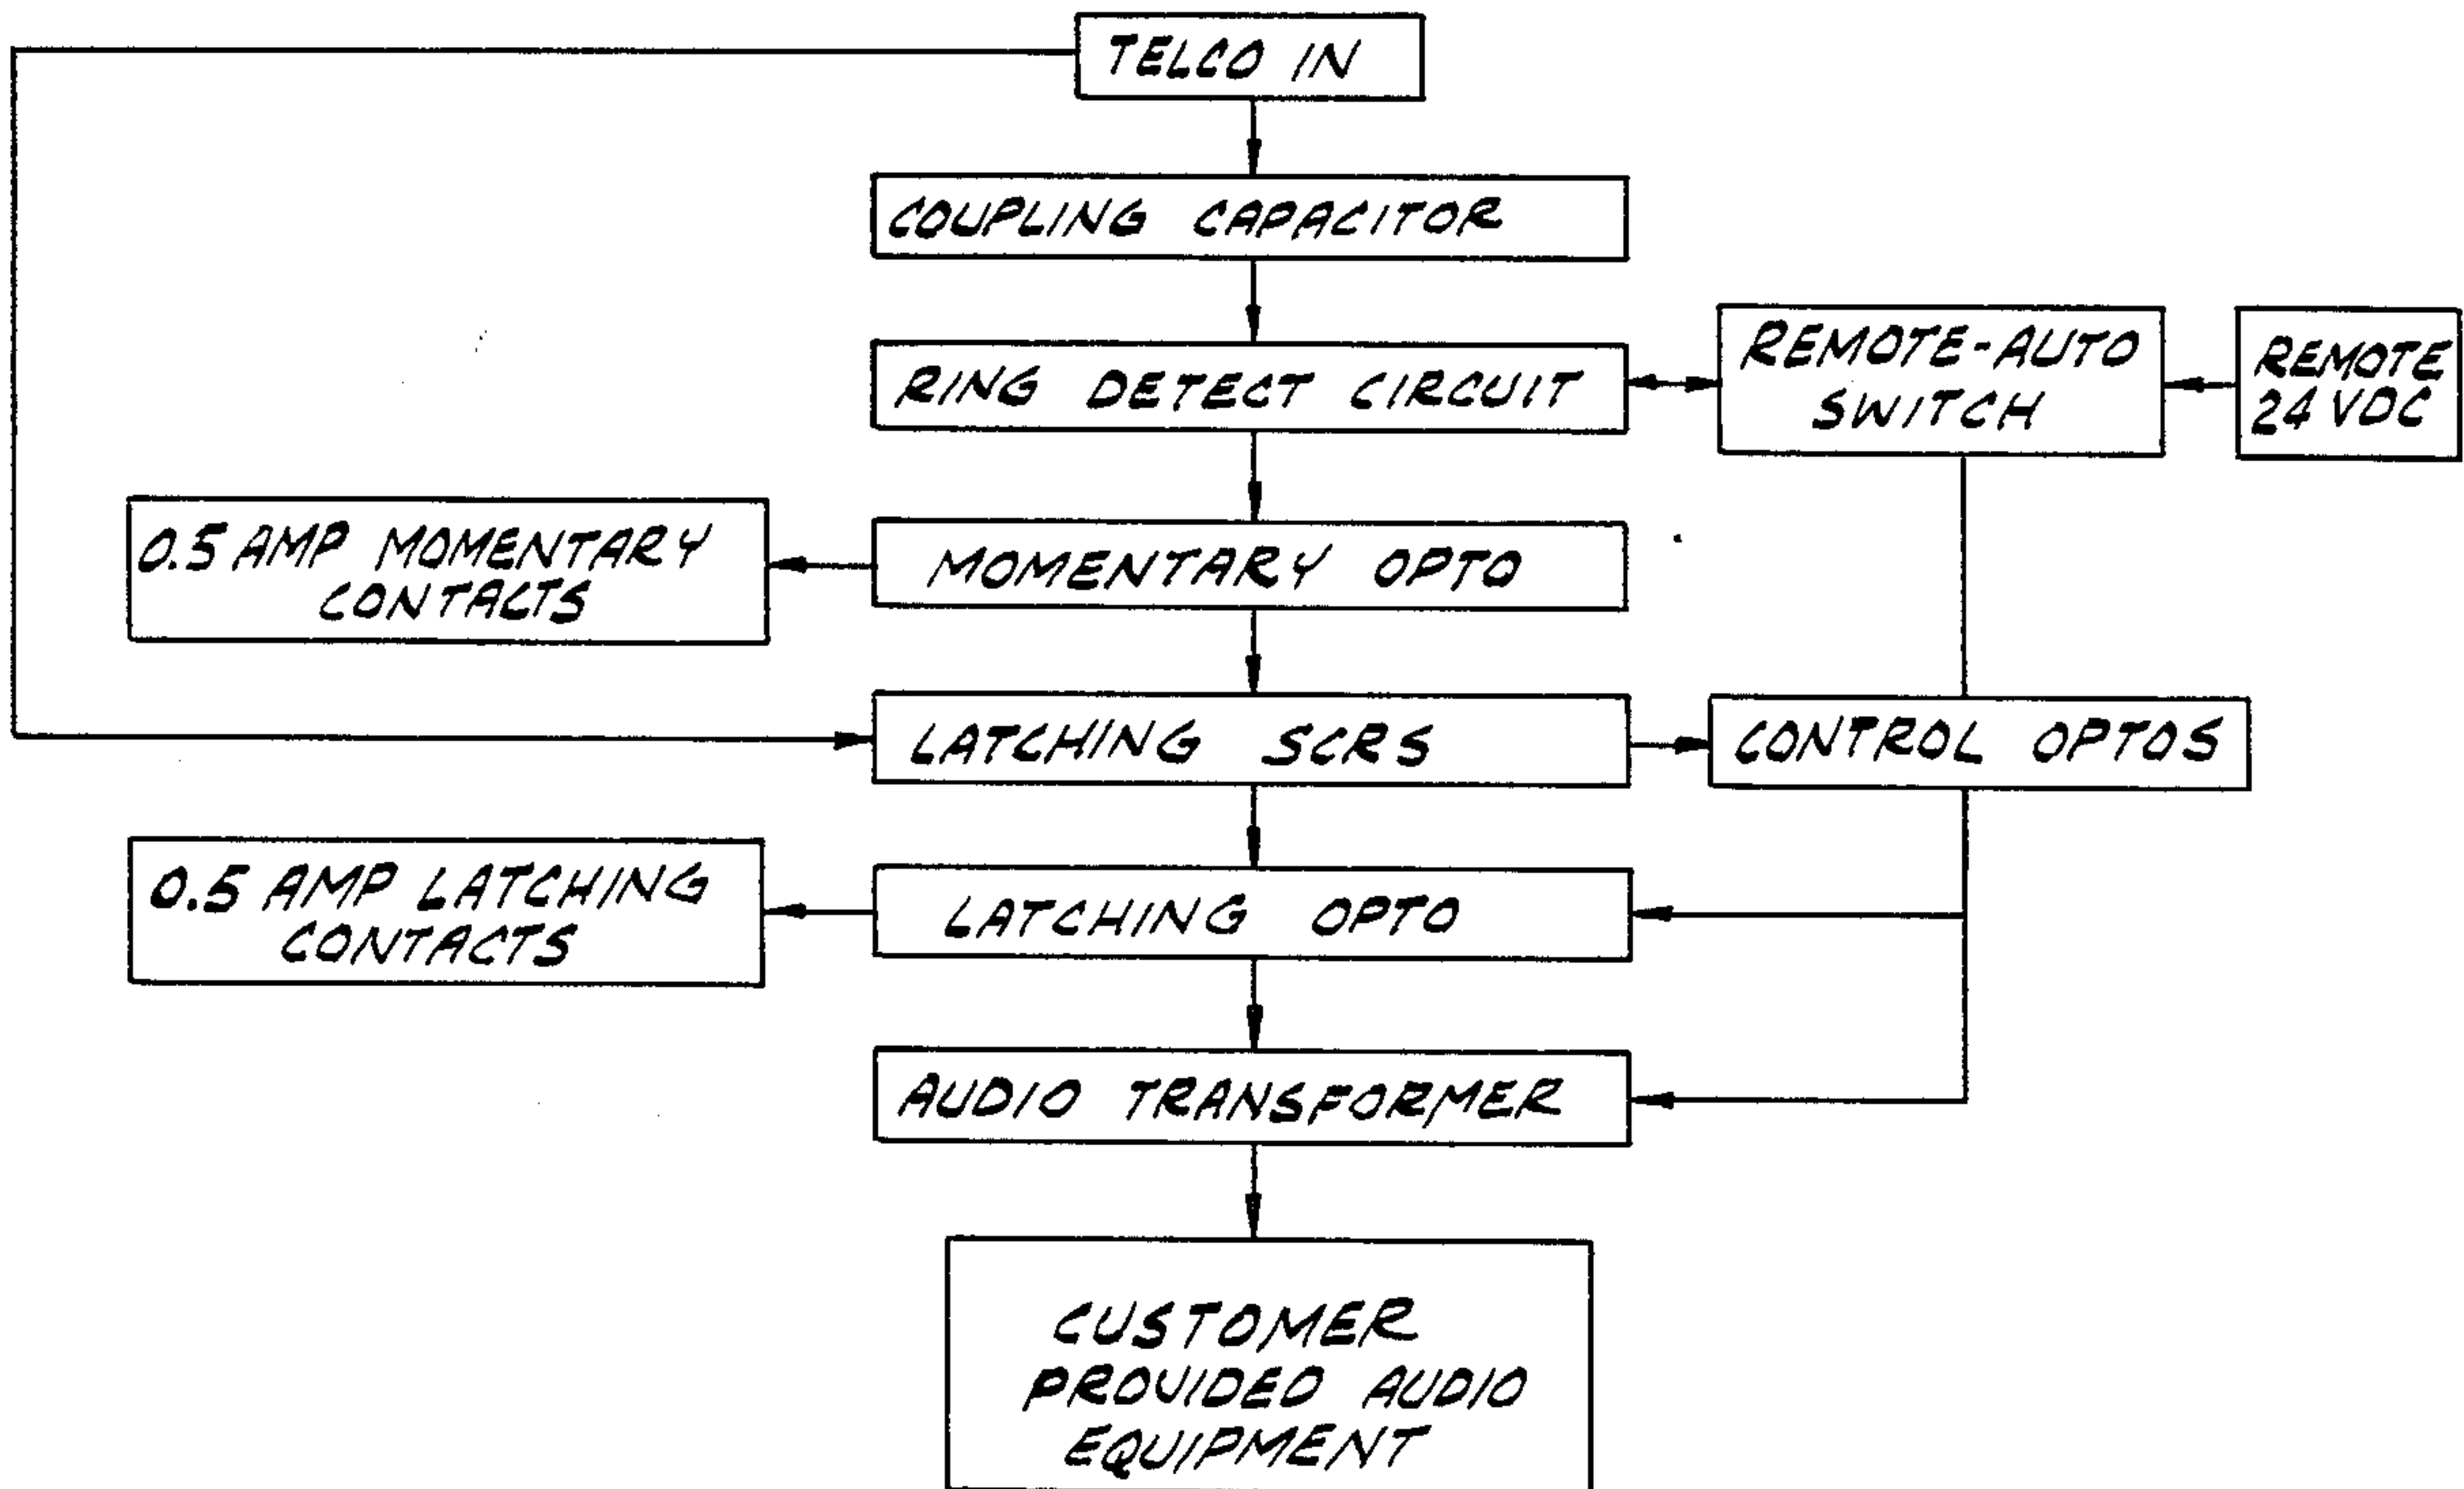 TELCO IN
COUPLING CAPACITOR
RING DETECT CIRCUIT
REMOTE-AUTO
SWITCH
REMOTE
24 VDC
0.5 AMP MOMENTARY
CONTACTS
MOMENTARY OPTO
LATCHING SCRS
CONTROL OPTOS
0.5 AMP LATCHING
CONTACTS
LATCHING OPTO
AUDIO TRANSFORMER
CUSTOMER
PROVIDED AUDIO
EQUIPMENT